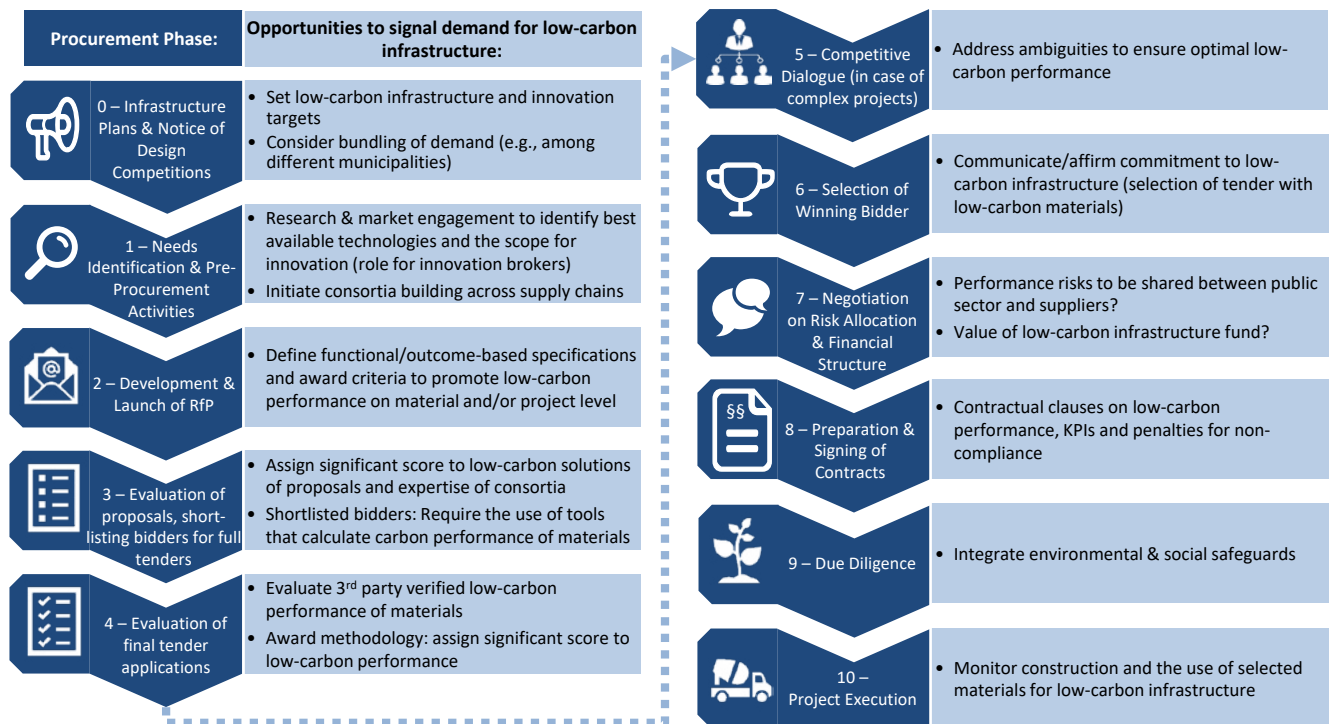 Procurement Phase:
Opportunities to signal demand for low-carbon
infrastructure:
0 – Infrastructure
Plans & Notice of
Design
Competitions
• Set low-carbon infrastructure and innovation
targets
• Consider bundling of demand (e.g., among
different municipalities)
1 – Needs
Identification & Pre-
Procurement
Activities
• Research & market engagement to identify best
available technologies and the scope for
innovation (role for innovation brokers)
• Initiate consortia building across supply chains
@
2 – Development &
Launch of RfP
• Define functional/outcome-based specifications
and award criteria to promote low-carbon
performance on material and/or project level
3 – Evaluation of
proposals, short-
listing bidders for full
tenders
• Assign significant score to low-carbon solutions
of proposals and expertise of consortia
• Shortlisted bidders: Require the use of tools
that calculate carbon performance of materials
4 – Evaluation of
final tender
applications
• Evaluate 3rd party verified low-carbon
performance of materials
• Award methodology: assign significant score to
low-carbon performance
5 – Competitive
Dialogue (in case of
complex projects)
• Address ambiguities to ensure optimal low-
carbon performance
6 – Selection of
Winning Bidder
• Communicate/affirm commitment to low-
carbon infrastructure (selection of tender with
low-carbon materials)
7 – Negotiation
on Risk Allocation
& Financial
Structure
• Performance risks to be shared between public
sector and suppliers?
• Value of low-carbon infrastructure fund?
§§
8 – Preparation &
Signing of
Contracts
• Contractual clauses on low-carbon
performance, KPIs and penalties for non-
compliance
9 – Due Diligence
• Integrate environmental & social safeguards
10 –
Project Execution
• Monitor construction and the use of selected
materials for low-carbon infrastructure